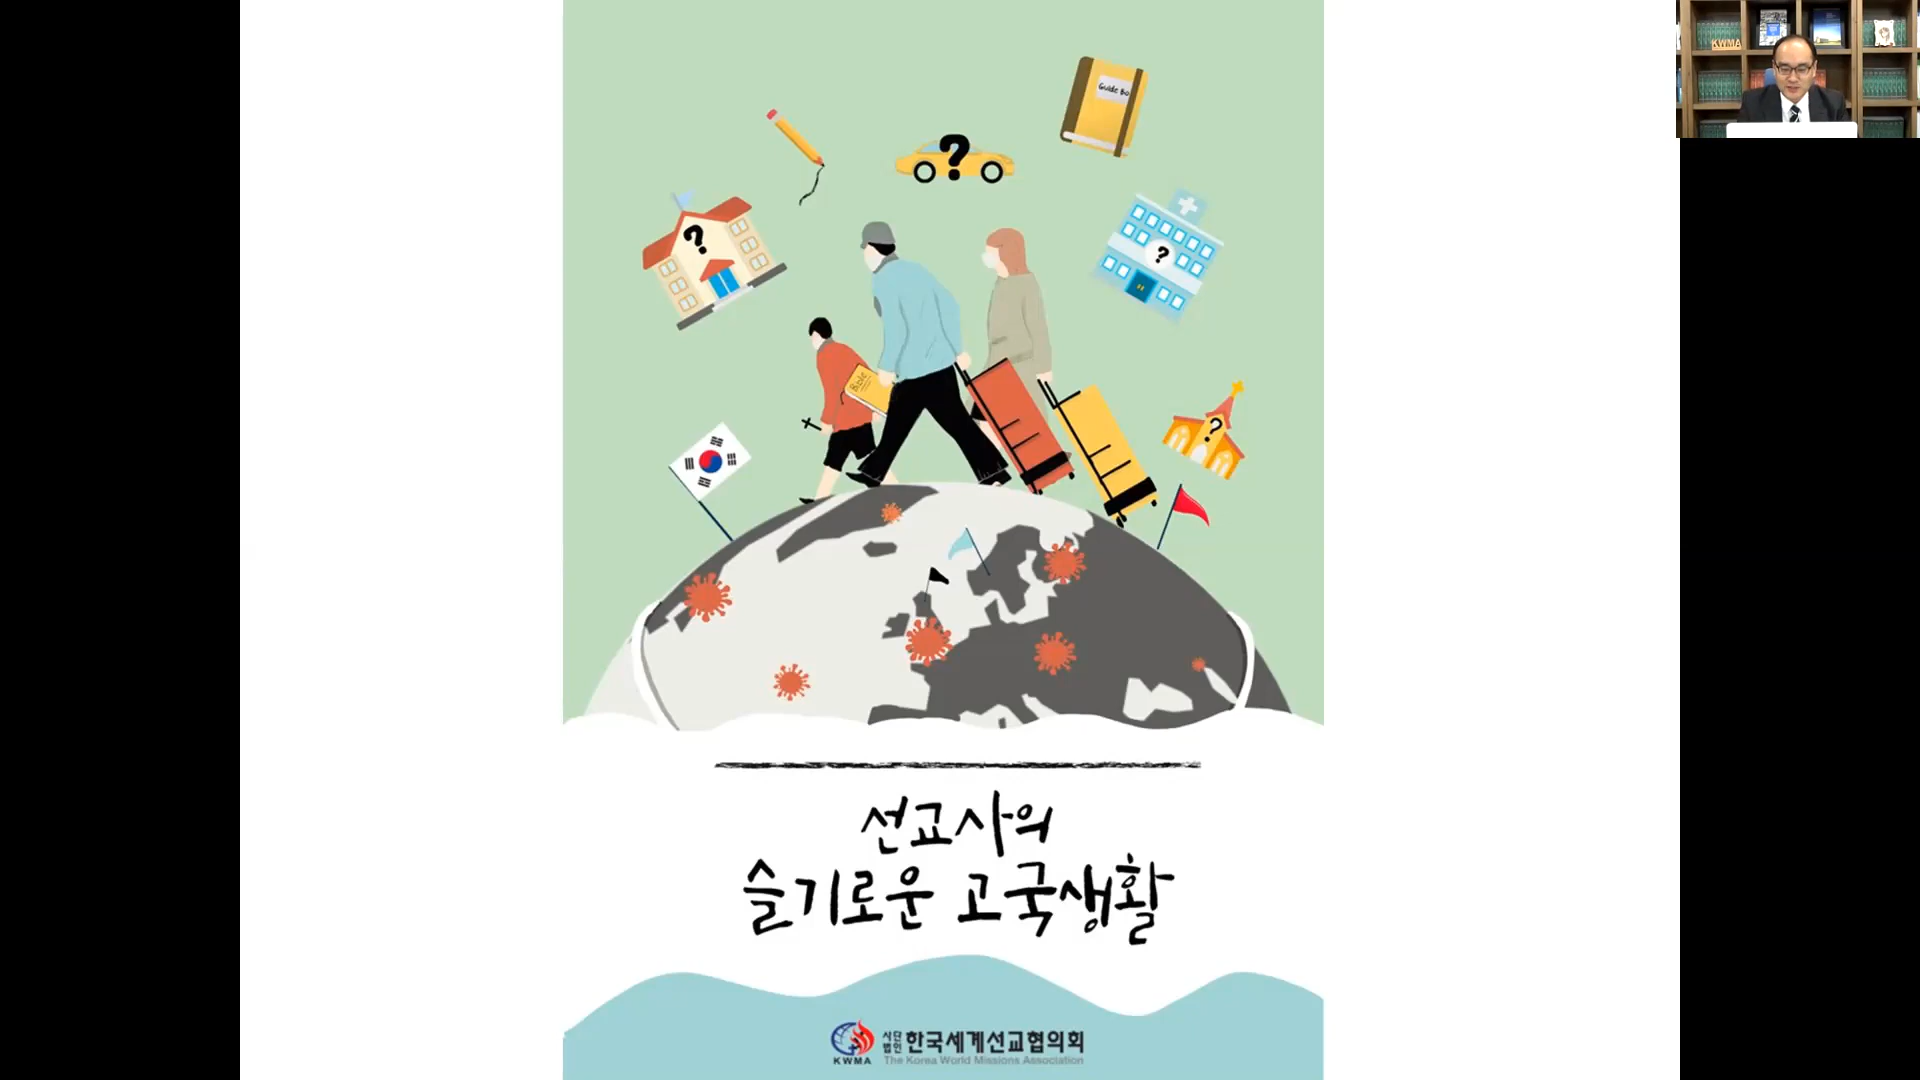 KWMA
Guide Bo
?
?
?
Bible
?
선교사의
슬기로운 고국생활
KWMA
사단법인 한국세계선교협의회
The Korea World Missions Association